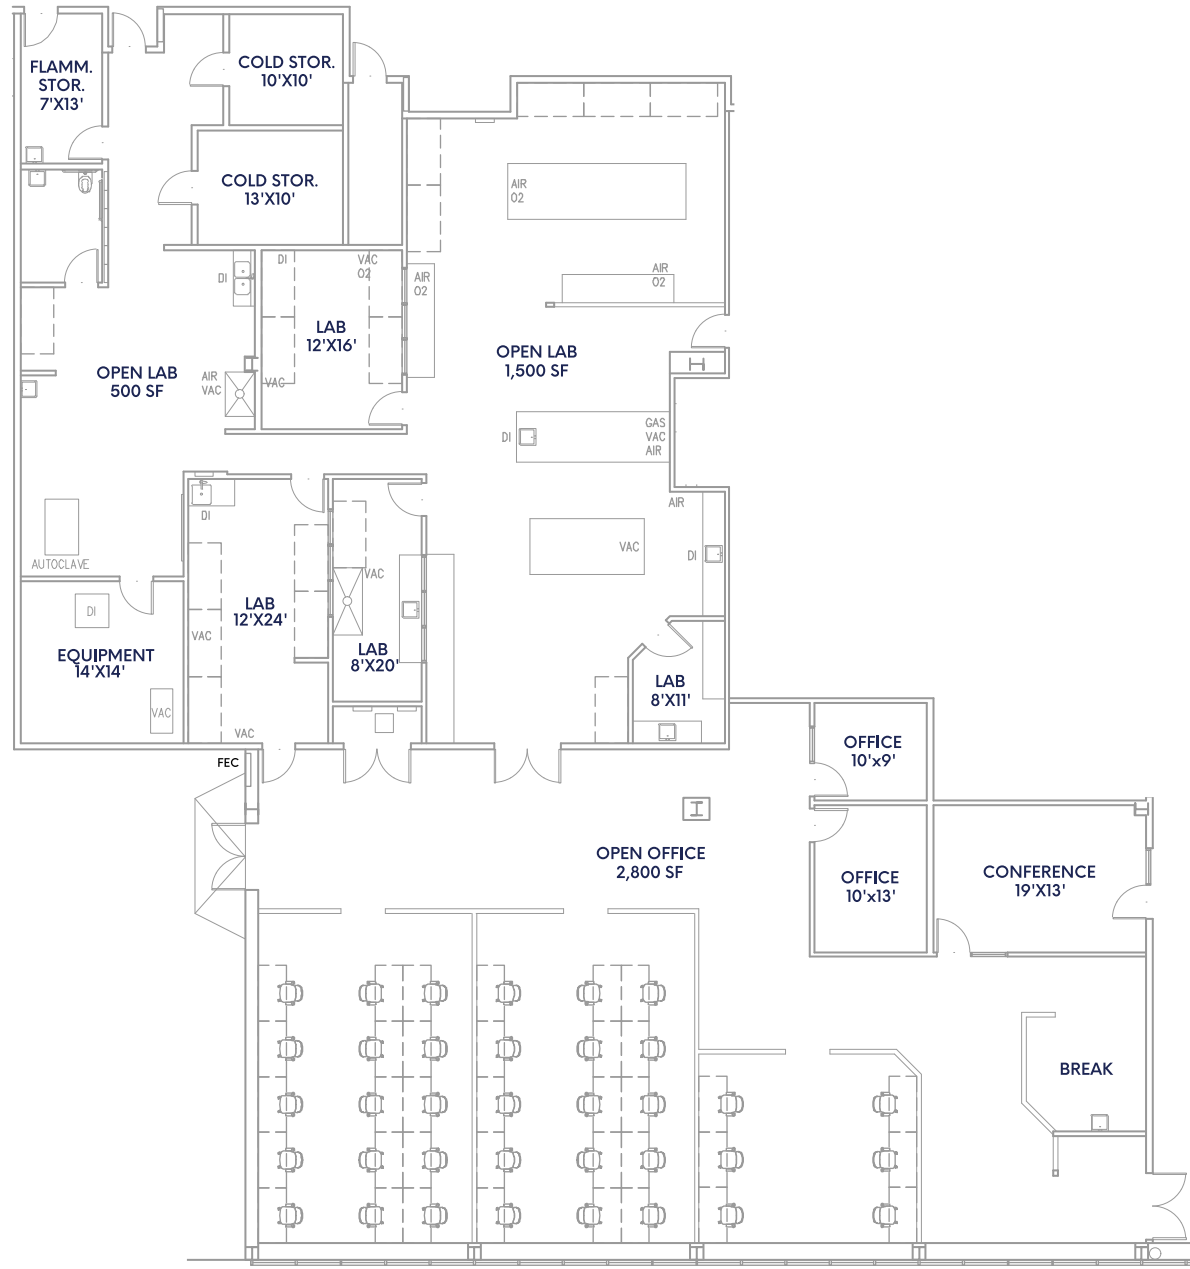 FLAMM.
STOR.
7'X13'
COLD STOR.
10'X10'
COLD STOR.
13'X10'
AIR
O2
AIR
O2
DI
DI
VAC
O2
AIR
O2
LAB
12'X16'
VAC
OPEN LAB
500 SF
AIR
VAC
OPEN LAB
1,500 SF
DI
GAS
VAC
AIR
AIR
DI
VAC
DI
AUTOCLAVE
DI
VAC
LAB
12'X24'
VAC
VAC
LAB
8'X20'
EQUIPMENT
14'X14'
VAC
LAB
8'X11'
FEC
OFFICE
10'x9'
OPEN OFFICE
2,800 SF
OFFICE
10'x13'
CONFERENCE
19'X13'
BREAK